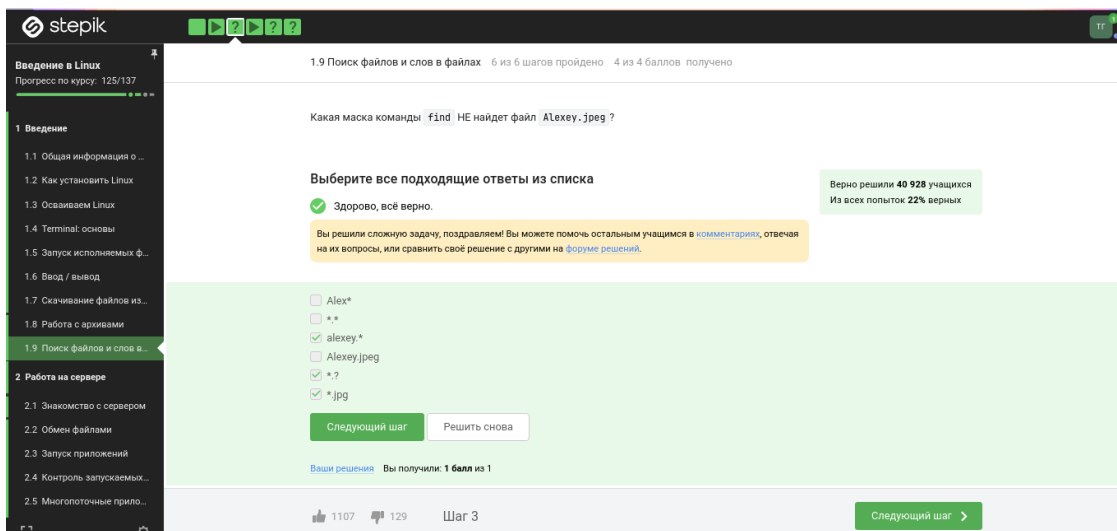 stepik
? ? ?
ТГ
Введение в Linux
Прогресс по курсу: 125/137
1 Введение
1.1 Общая информация о ...
1.2 Как установить Linux
1.3 Осваиваем Linux
1.4 Terminal: основы
1.5 Запуск исполняемых ф...
1.6 Ввод / вывод
1.7 Скачивание файлов из...
1.8 Работа с архивами
1.9 Поиск файлов и слов в...
2 Работа на сервере
2.1 Знакомство с сервером
2.2 Обмен файлами
2.3 Запуск приложений
2.4 Контроль запускаемых...
2.5 Многопоточные прило...
1.9 Поиск файлов и слов в файлах 6 из 6 шагов пройдено 4 из 4 баллов получено
Какая маска команды find НЕ найдет файл Alexey.jpeg ?
Выберите все подходящие ответы из списка
Здорово, всё верно.
Вы решили сложную задачу, поздравляем! Вы можете помочь остальным учащимся в комментариях, отвечая
на их вопросы, или сравнить своё решение с другими на форуме решений.
Верно решили 40 928 учащихся
Из всех попыток 22% верных
Alex*
*.*
alexey.*
Alexey.jpeg
*.?
*.jpg
Следующий шаг
Решить снова
Ваши решения Вы получили: 1 балл из 1
1107 129 Шаг 3
Следующий шаг